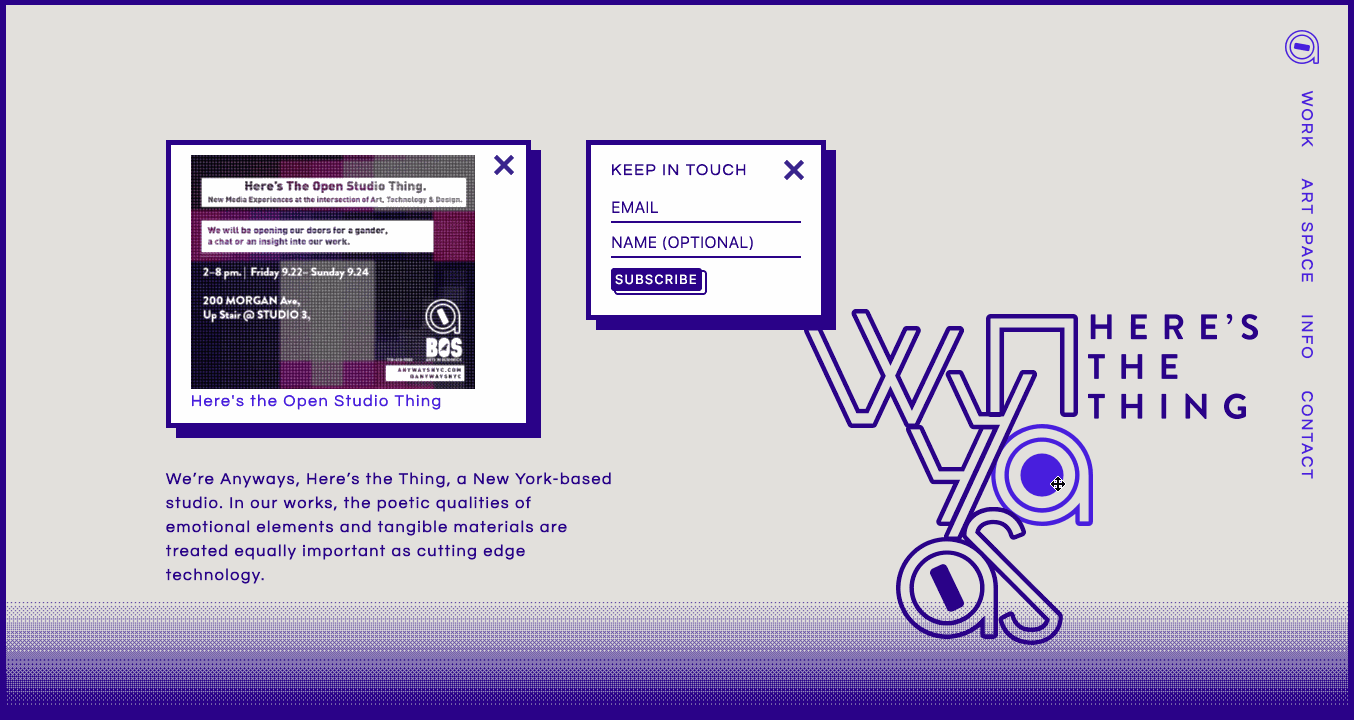 Here's The Open Studio Thing.
New Media Experiences at the intersection of Art, Technology & Design.
We will be opening our doors for a gander,
a chat or an insight into our work.
2–8 pm. | Friday 9.22– Sunday 9.24
200 MORGAN Ave,
Up Stair @ STUDIO 3,
BOS
ARTS IN BUSHWICK
ANYWAYSNYC.COM
@ANYWAYSNYC
Here's the Open Studio Thing
KEEP IN TOUCH
EMAIL
NAME (OPTIONAL)
SUBSCRIBE
We're Anyways, Here's the Thing, a New York-based
studio. In our works, the poetic qualities of
emotional elements and tangible materials are
treated equally important as cutting edge
technology.
HERE'S
THE
THING
WORK
ART SPACE
INFO
CONTACT